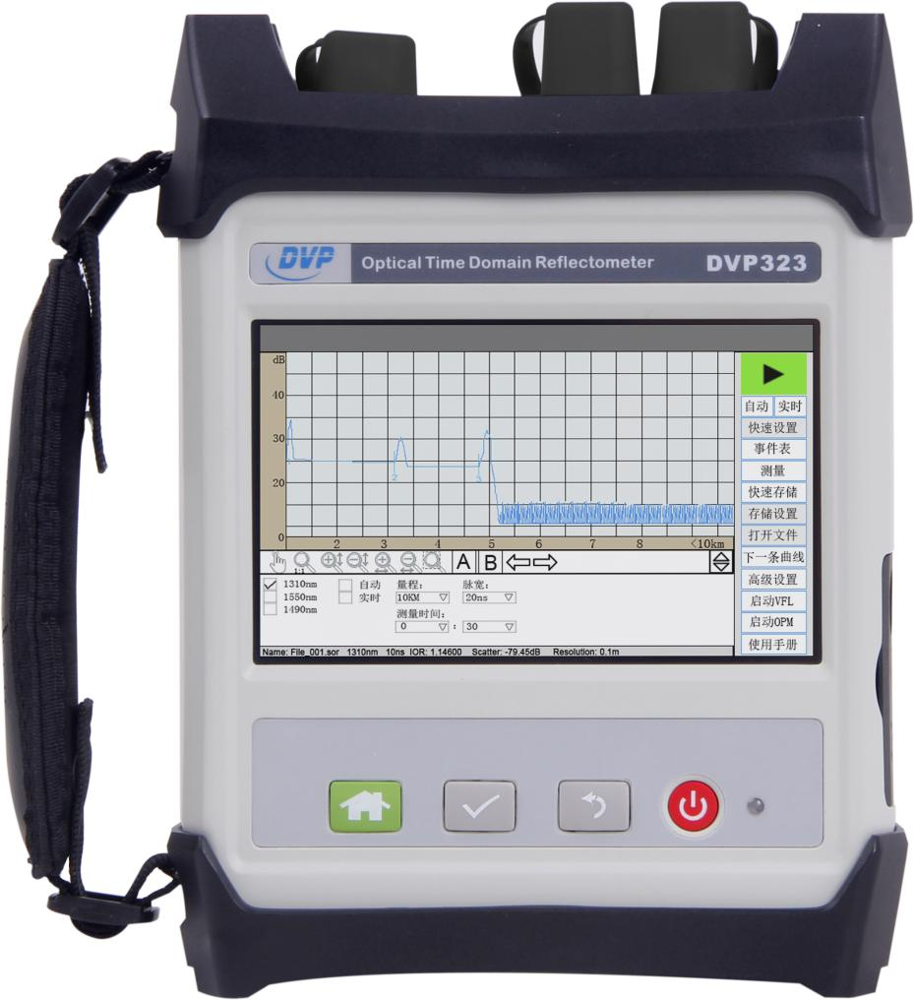 DVP Optical Time Domain Reflectometer DVP323
dB
40
30
20
0
2 3 4 5 6 7 8 <10km
2
自动 实时
快速设置
事件表
测量
快速存储
存储设置
打开文件
下一条曲线
高级设置
启动VFL
启动OPM
使用手册
1:1 A B
1310nm 自动 量程: 脉宽:
1550nm 实时 10KM 20ns
1490nm 测量时间:
0 : 30
Name: File_001.sor 1310nm 10ns IOR: 1.14600 Scatter: -79.45dB Resolution: 0.1m